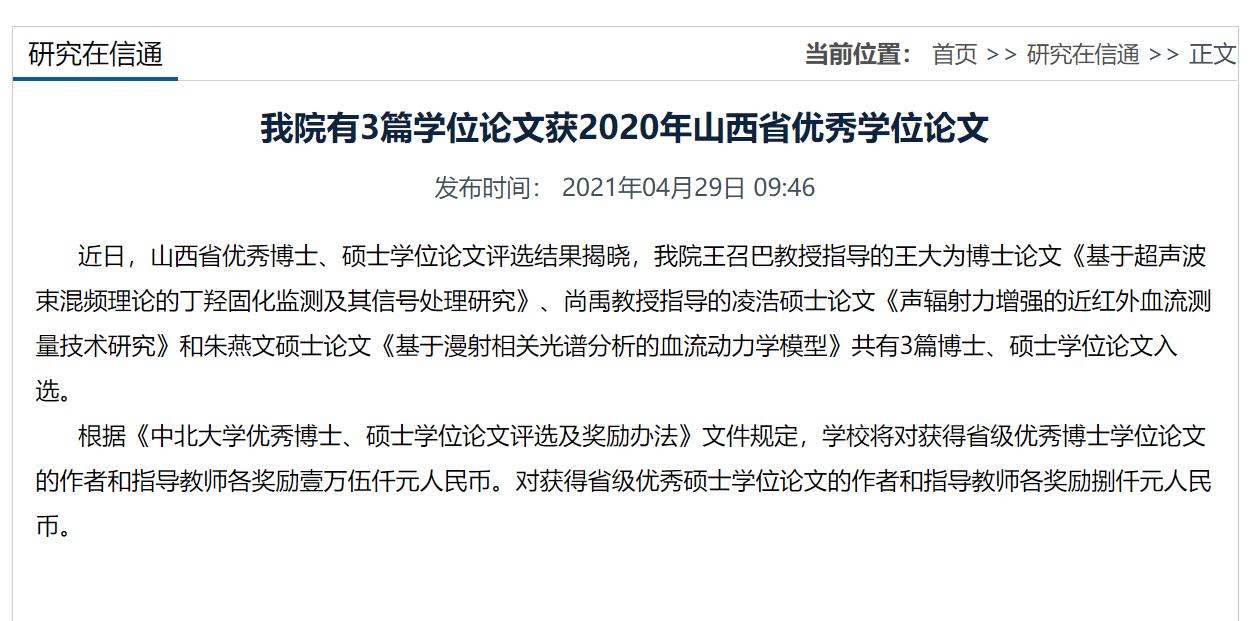 研究在信通
当前位置： 首页 >> 研究在信通 >> 正文
我院有3篇学位论文获2020年山西省优秀学位论文
发布时间： 2021年04月29日 09:46
近日，山西省优秀博士、硕士学位论文评选结果揭晓，我院王召巴教授指导的王大为博士论文《基于超声波
束混频理论的丁羟固化监测及其信号处理研究》、尚禹教授指导的凌浩硕士论文《声辐射力增强的近红外血流测
量技术研究》和朱燕文硕士论文《基于漫射相关光谱分析的血流动力学模型》共有3篇博士、硕士学位论文入
选。
根据《中北大学优秀博士、硕士学位论文评选及奖励办法》文件规定，学校将对获得省级优秀博士学位论文
的作者和指导教师各奖励壹万伍仟元人民币。对获得省级优秀硕士学位论文的作者和指导教师各奖励捌仟元人民
币。